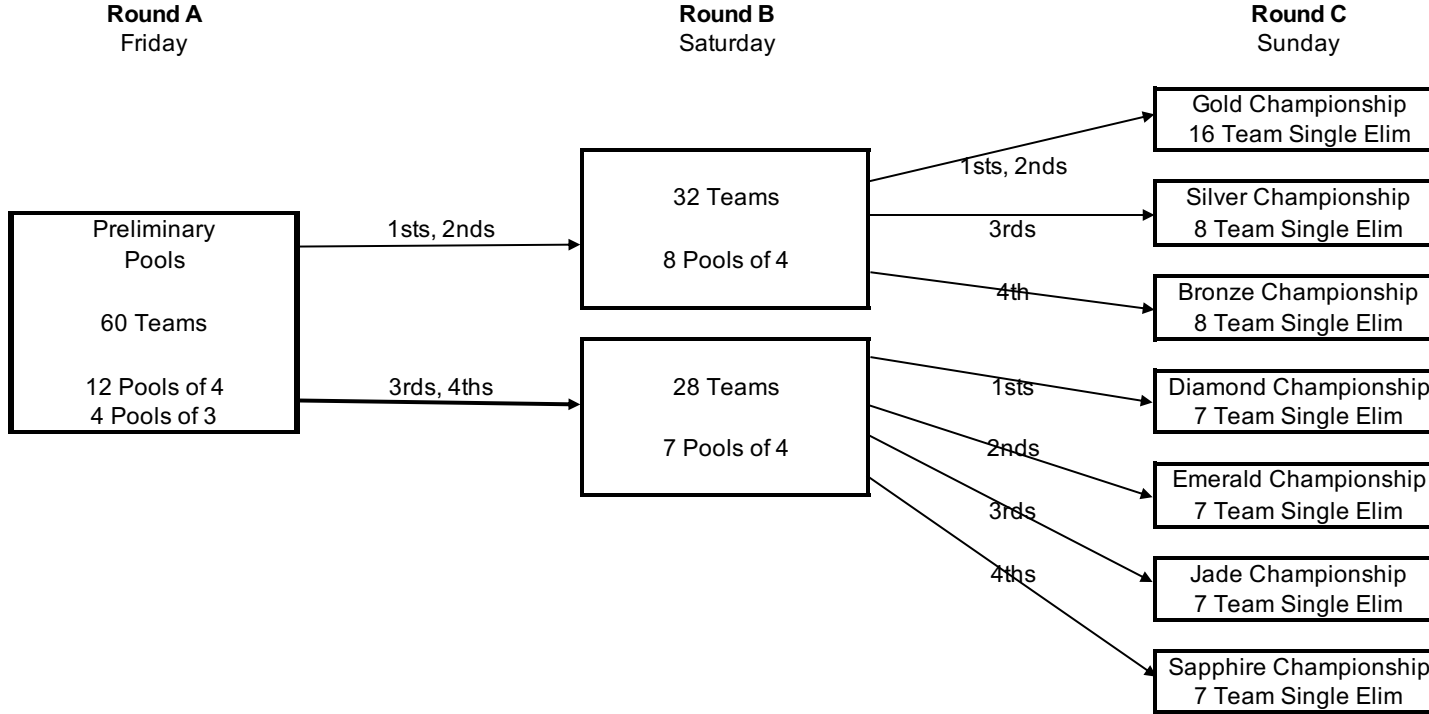 Round A
Friday
Round B
Saturday
Round C
Sunday
Preliminary
Pools
60 Teams
12 Pools of 4
4 Pools of 3
1sts, 2nds
3rds, 4ths
32 Teams
8 Pools of 4
28 Teams
7 Pools of 4
1sts, 2nds
3rds
4th
1sts
2nds
3rds
4ths
Gold Championship
16 Team Single Elim
Silver Championship
8 Team Single Elim
Bronze Championship
8 Team Single Elim
Diamond Championship
7 Team Single Elim
Emerald Championship
7 Team Single Elim
Jade Championship
7 Team Single Elim
Sapphire Championship
7 Team Single Elim